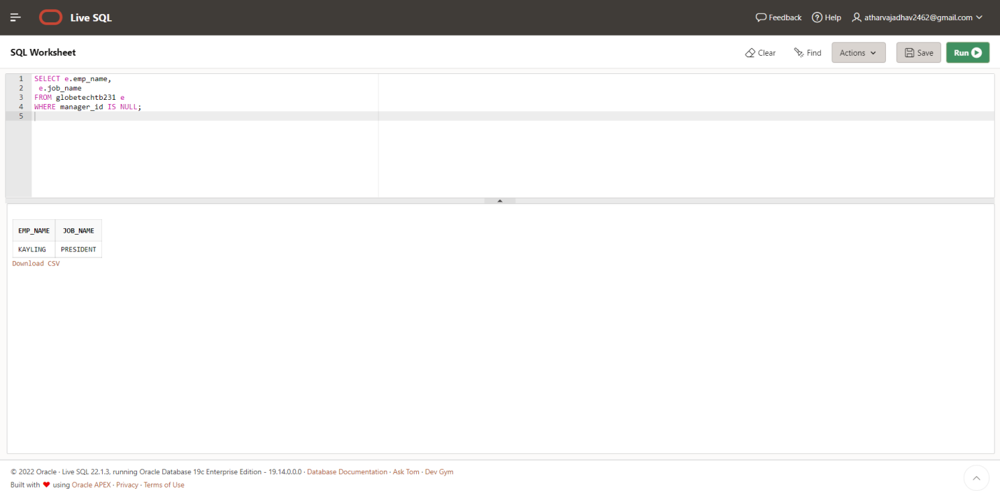 Live SQL
Feedback
Help
atharvajadhav2462@gmail.com
SQL Worksheet
Clear
Find
Actions
Save
Run
1 SELECT e.emp_name,
2 e.job_name
3 FROM globetechtb231 e
4 WHERE manager_id IS NULL;
5
EMP_NAME JOB_NAME
KAYLING PRESIDENT
Download CSV
© 2022 Oracle · Live SQL 22.1.3, running Oracle Database 19c Enterprise Edition - 19.14.0.0.0 · Database Documentation · Ask Tom · Dev Gym
Built with ❤ using Oracle APEX · Privacy · Terms of Use